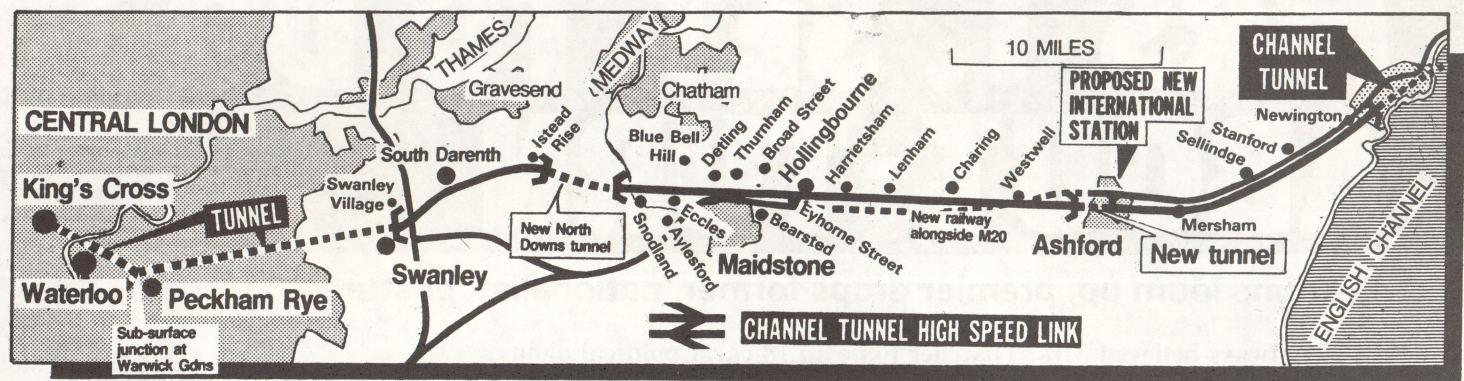 CENTRAL LONDON
King's Cross
TUNNEL
Waterloo
Peckham Rye
Sub-surface
junction at
Warwick Gdns
Swanley
Village
Swanley
South Darenth
THAMES
Gravesend
Istead
Rise
New North
Downs tunnel
MEDWAY
Chatham
Blue Bell
Hill
Snodland
Aylesford
Eccles
Detling
Thurnham
Broad Street
Hollingbourne
Maidstone
Bearsted
Eyhorne Street
Harrietsham
Lenham
Charing
Westwell
New railway
alongside M20
10 MILES
PROPOSED NEW
INTERNATIONAL
STATION
Ashford
New tunnel
Mersham
Sellindge
Stanford
Newington
CHANNEL
TUNNEL
ENGLISH CHANNEL
CHANNEL TUNNEL HIGH SPEED LINK